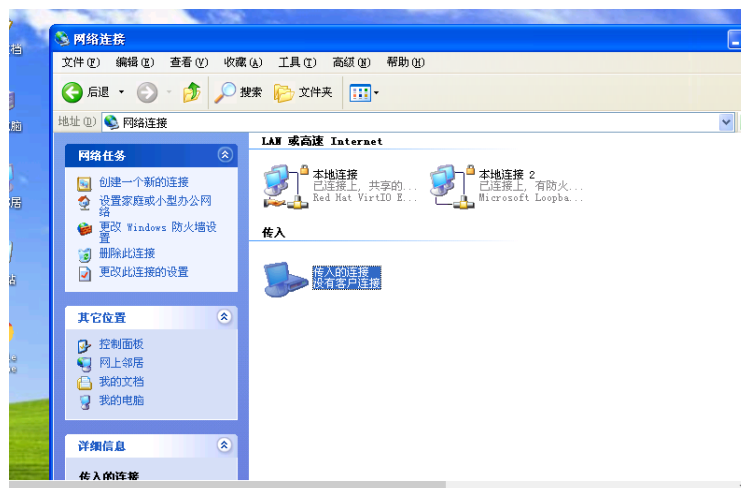 网络连接
文件(F) 编辑(E) 查看(V) 收藏(A) 工具(T) 高级(N) 帮助(H)
后退 搜索 文件夹
地址(D) 网络连接
网络任务
创建一个新的连接
设置家庭或小型办公网
络
更改 Windows 防火墙设
置
删除此连接
更改此连接的设置
其它位置
控制面板
网上邻居
我的文档
我的电脑
详细信息
传入的连接
LAN 或高速 Internet
本地连接
已连接上, 共享的...
Red Hat VirtIO E...
本地连接 2
已连接上, 有防火...
Microsoft Loopba...
传入
传入的连接
没有客户连接
档
脑
居